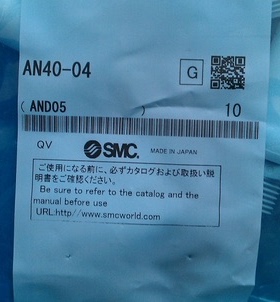 AN40-04
G
( AND05 ) 10
QV
SMC. MADE IN JAPAN
ご使用になる前に、必ずカタログおよび取扱い説
明書をご確認ください。
Be sure to refer to the catalog and the
manual before use
URL:http//www.smcworld.com